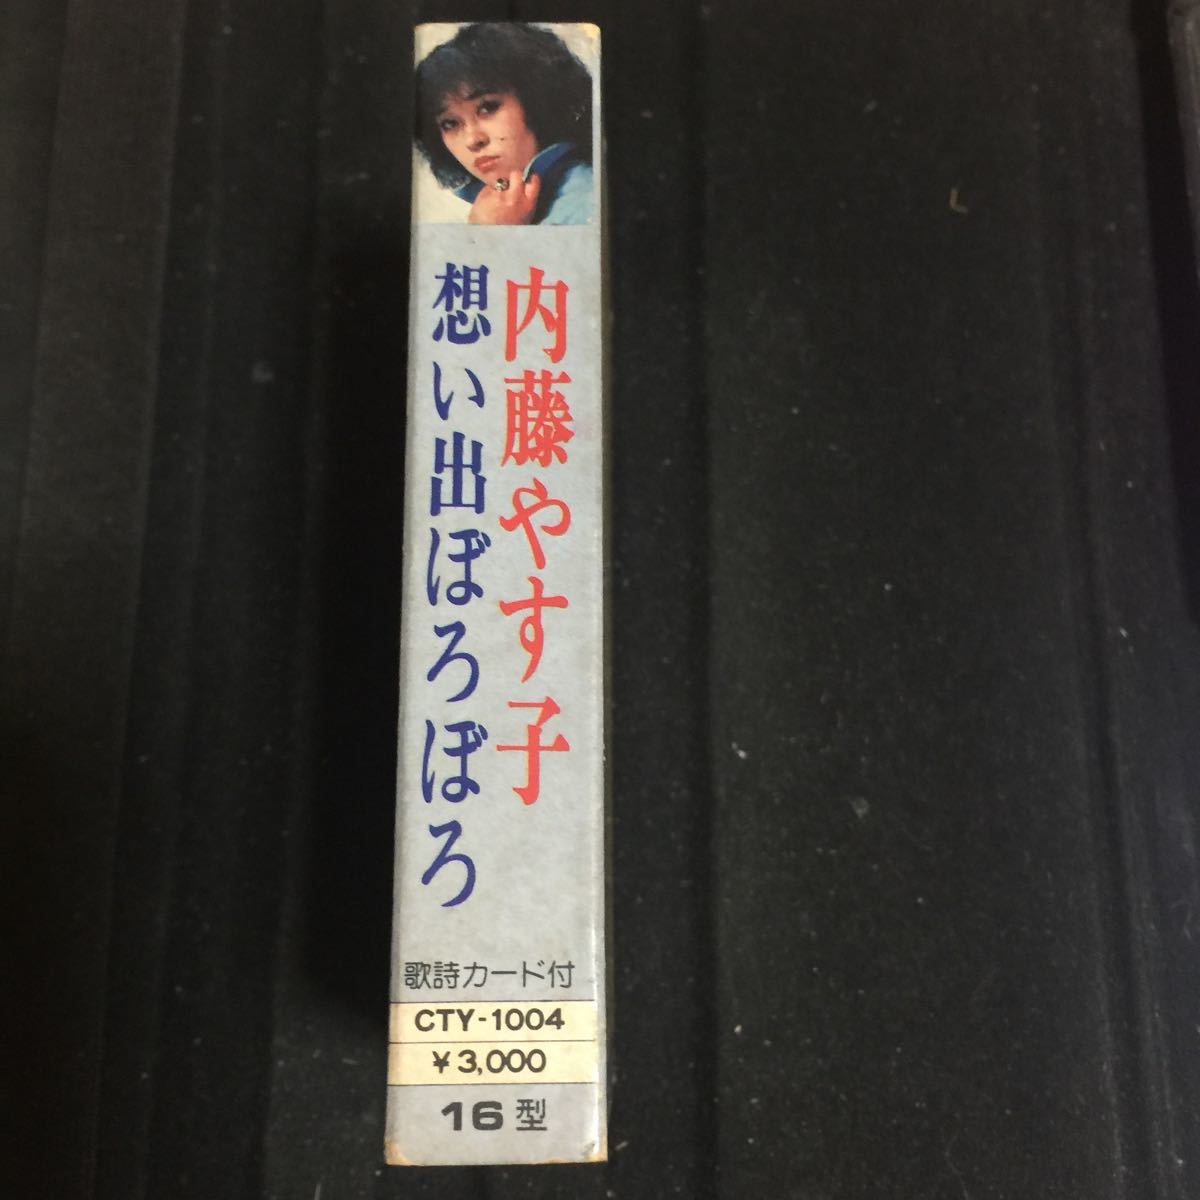 内藤やす子
想い出ぼろぼろ
歌詩カード付
CTY-1004
¥3,000
16型